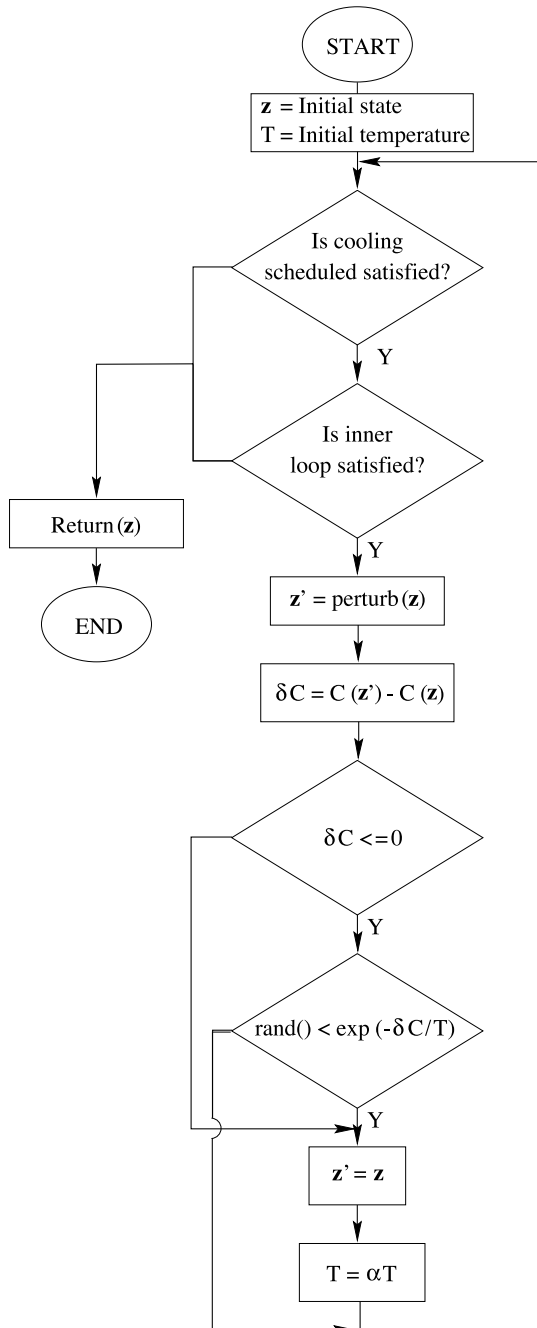 START
z = Initial state
T = Initial temperature
Is cooling
scheduled satisfied?
Y
Is inner
loop satisfied?
Y
Return (z)
END
z' = perturb (z)
δC = C (z') - C (z)
δC <= 0
Y
rand() < exp (-δC/T)
Y
z' = z
T = αT